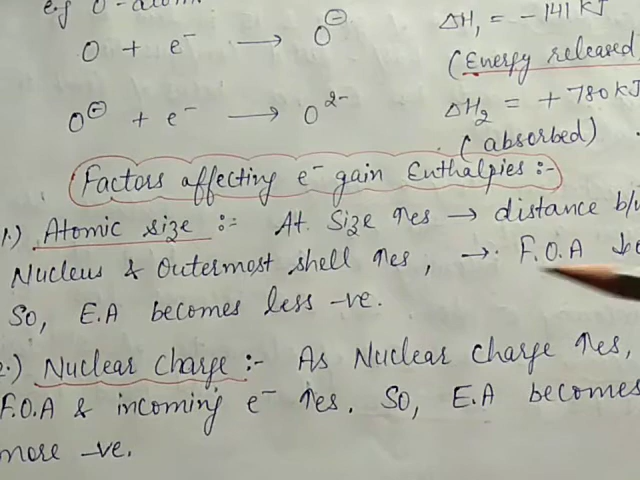 e.g O-atom
O + e⁻ ⟶ O⊖ ΔH₁ = -141 kJ
(Energy released
O⊖ + e⁻ ⟶ O²⁻ ΔH₂ = +780 kJ
(absorbed)
Factors affecting e⁻ gain Enthalpies :-
1.) Atomic size :- At. Size ↑es → distance b/w
Nucleus & Outermost shell ↑es, → F.O.A ↓
So, E.A becomes less -ve.
2.) Nuclear Charge :- As Nuclear charge ↑es,
F.O.A & incoming e⁻ ↑es. So, E.A becomes
more -ve.